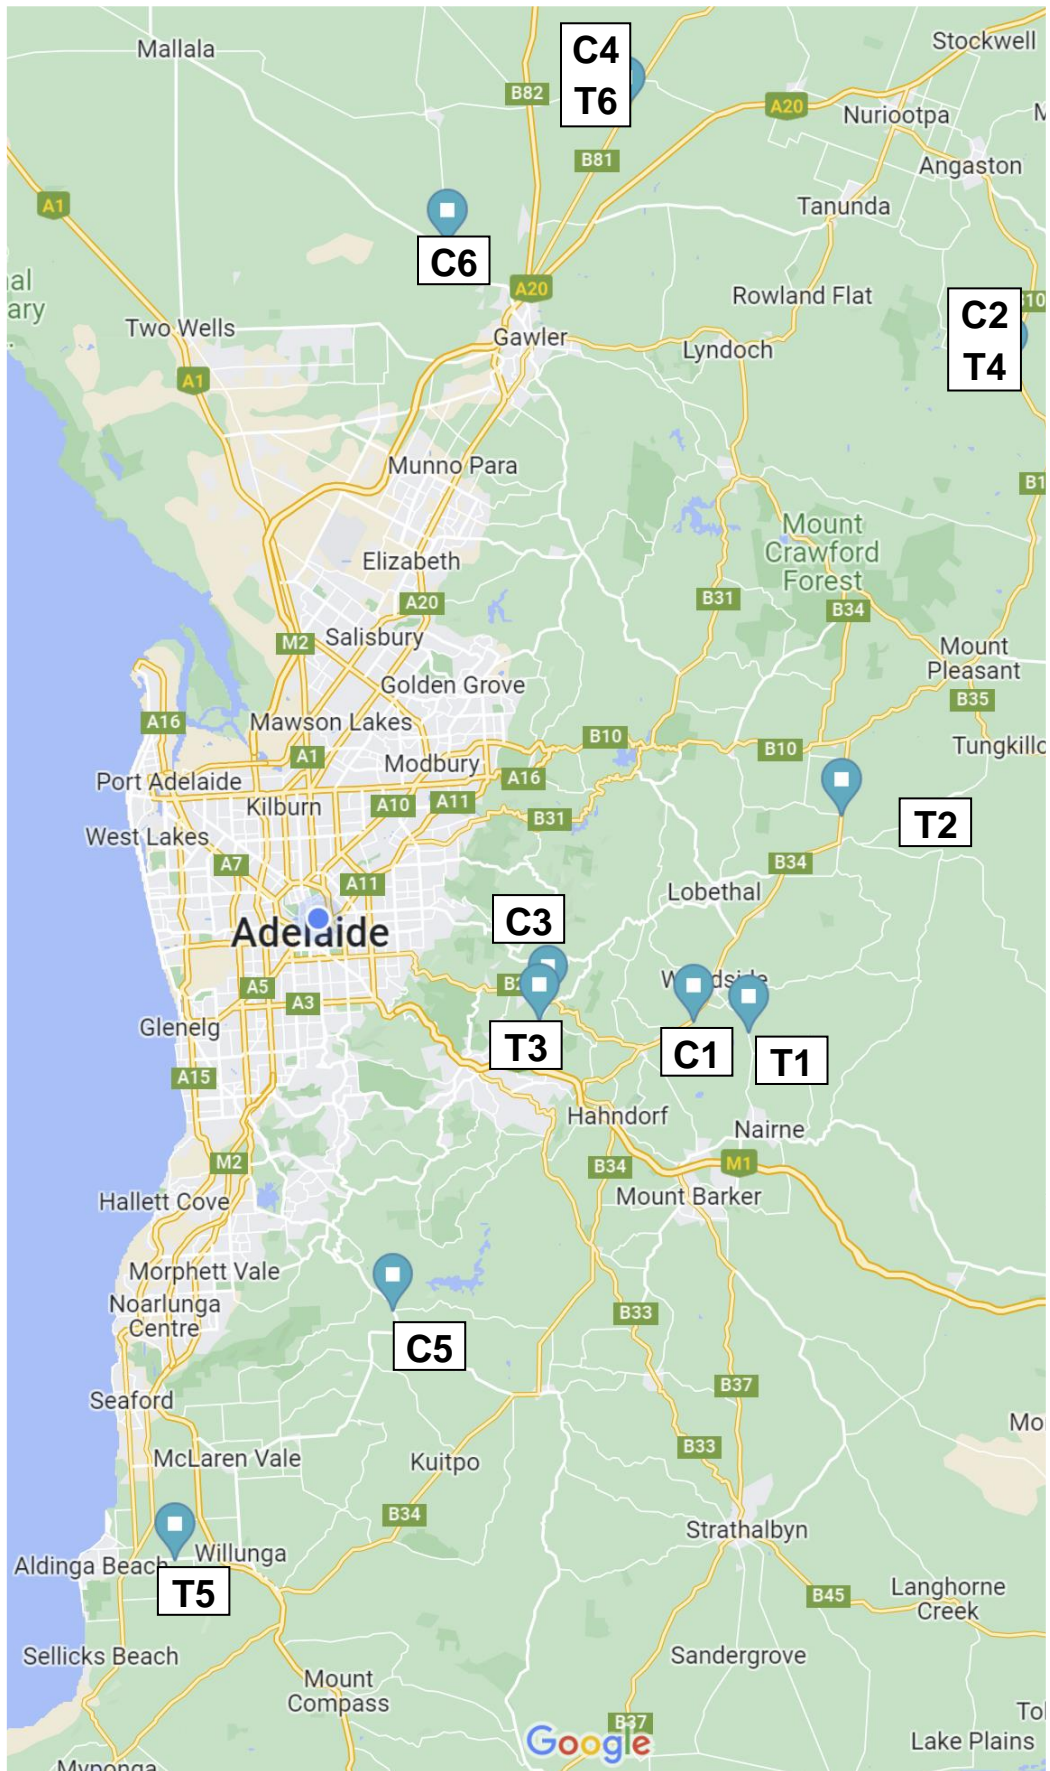 Mallala
C4
T6
Stockwell
B82
A20
Nuriootpa
B81
Angaston
A1
Tanunda
C6
A20
Rowland Flat
C2
T4
Two Wells
Gawler
Lyndoch
A1
Munno Para
Mount
Crawford
Forest
Elizabeth
A20
B31
B34
M2
Salisbury
Mount
Pleasant
Golden Grove
B35
A16
Mawson Lakes
B10
B10
A1
Modbury
A16
Port Adelaide
Kilburn
A10
A11
B31
T2
West Lakes
A7
B34
A11
Lobethal
C3
Adelaide
A5
A3
Glenelg
T3
C1
T1
A15
Hahndorf
Nairne
M2
B34
M1
Mount Barker
Hallett Cove
Morphett Vale
Noarlunga
Centre
B33
C5
B37
Seaford
McLaren Vale
Kuitpo
B33
B34
Strathalbyn
Aldinga Beach
Willunga
T5
B45
Langhorne
Creek
Sellicks Beach
Sandergrove
Mount
Compass
B37
Google
Lake Plains
Myponga